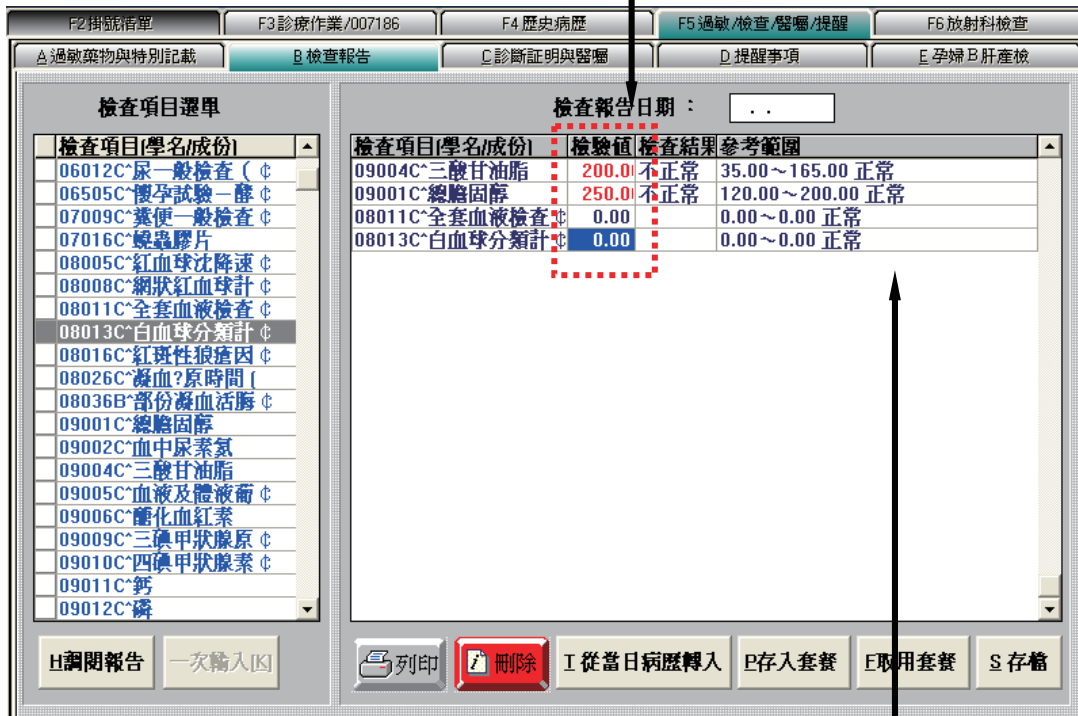 F2掛號清單 F3診療作業/007186 F4歷史病歷 F5過敏/檢查/醫囑/提醒 F6放射科檢查
A過敏藥物與特別記載 B檢查報告 C診斷証明與醫囑 D提醒事項 E孕婦B肝產檢
檢查項目選單
檢查報告日期： . .
檢查項目(學名/成份)
06012C^尿一般檢查 (
06505C^懷孕試驗－酵
07009C^糞便一般檢查
07016C^蟯蟲膠片
08005C^紅血球沈降速
08008C^網狀紅血球計
08011C^全套血液檢查
08013C^白血球分類計
08016C^紅斑性狼瘡因
08026C^凝血?原時間 (
08036B^部份凝血活
09001C^總膽固醇
09002C^血中尿素氮
09004C^三酸甘油脂
09005C^血液及體液葡
09006C^醣化血紅素
09009C^三碘甲狀腺原
09010C^四碘甲狀腺素
09011C^鈣
09012C^磷
檢查項目(學名/成份) 檢驗值 檢查結果 參考範圍
09004C^三酸甘油脂 200.0 不正常 35.00～165.00 正常
09001C^總膽固醇 250.0 不正常 120.00～200.00 正常
08011C^全套血液檢查 0.00 0.00～0.00 正常
08013C^白血球分類計 0.00 0.00～0.00 正常
H調閱報告 一次輸入[K] 列印 刪除 T從當日病歷轉入 P存入套餐 F取用套餐 S存檔